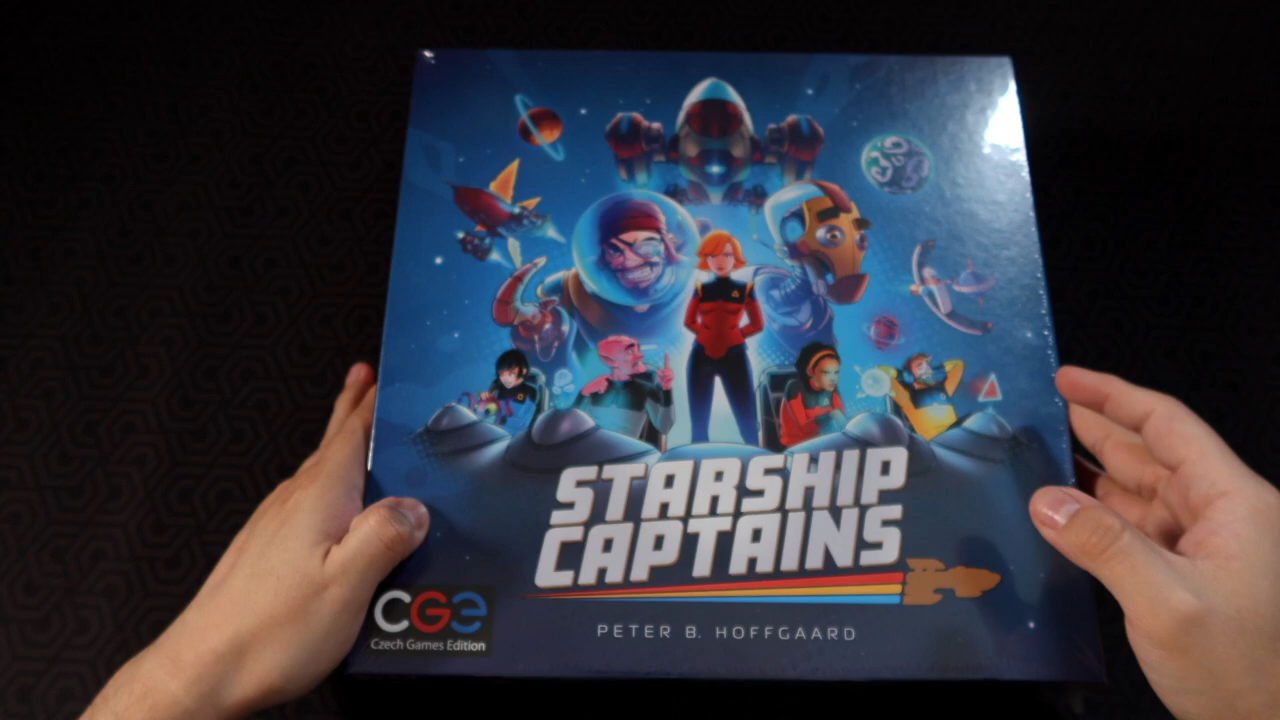 STARSHIP
CAPTAINS
PETER B. HOFFGAARD
CGE
Czech Games Edition